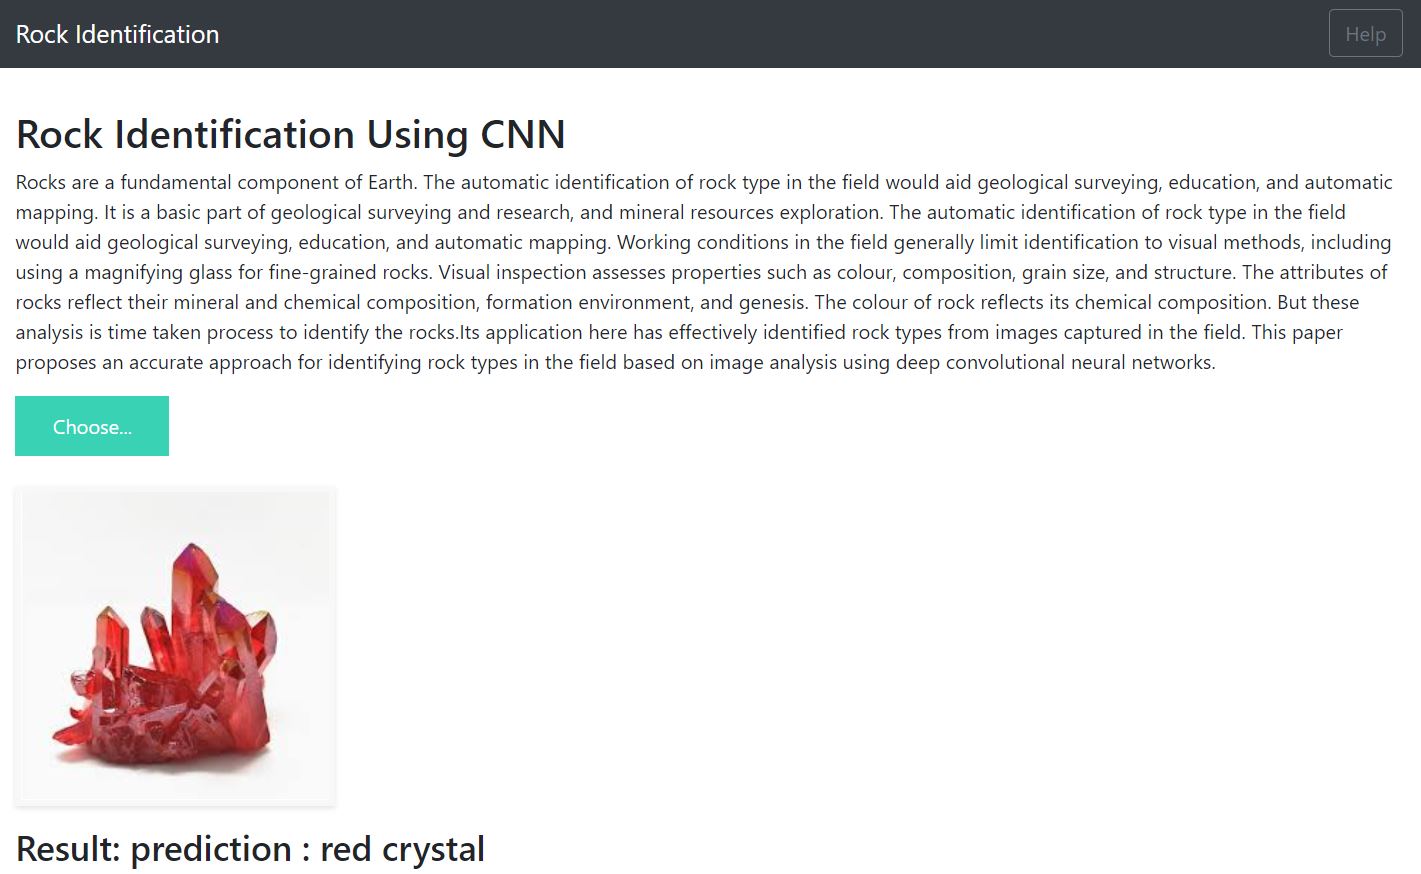 Rock Identification
Help
Rock Identification Using CNN
Rocks are a fundamental component of Earth. The automatic identification of rock type in the field would aid geological surveying, education, and automatic
mapping. It is a basic part of geological surveying and research, and mineral resources exploration. The automatic identification of rock type in the field
would aid geological surveying, education, and automatic mapping. Working conditions in the field generally limit identification to visual methods, including
using a magnifying glass for fine-grained rocks. Visual inspection assesses properties such as colour, composition, grain size, and structure. The attributes of
rocks reflect their mineral and chemical composition, formation environment, and genesis. The colour of rock reflects its chemical composition. But these
analysis is time taken process to identify the rocks.Its application here has effectively identified rock types from images captured in the field. This paper
proposes an accurate approach for identifying rock types in the field based on image analysis using deep convolutional neural networks.
Choose...
Result: prediction : red crystal